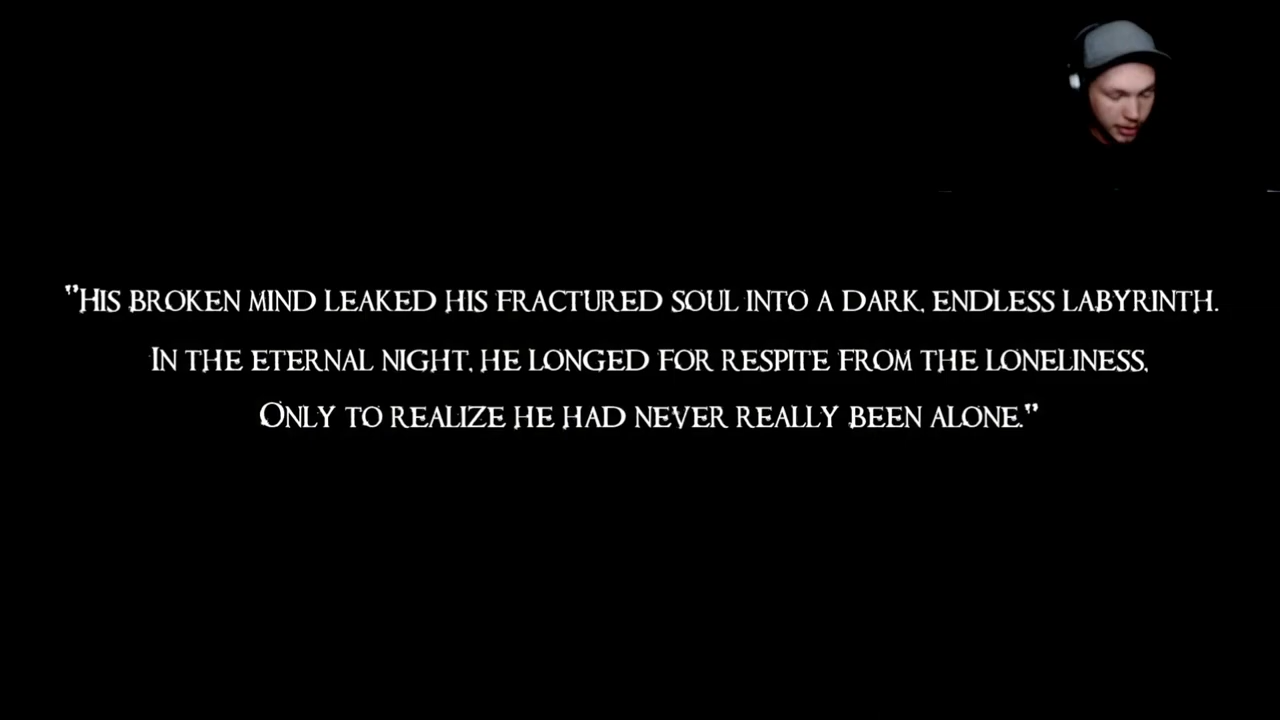 "His broken mind leaked his fractured soul into a dark, endless labyrinth.
In the eternal night, he longed for respite from the loneliness,
Only to realize he had never really been alone."